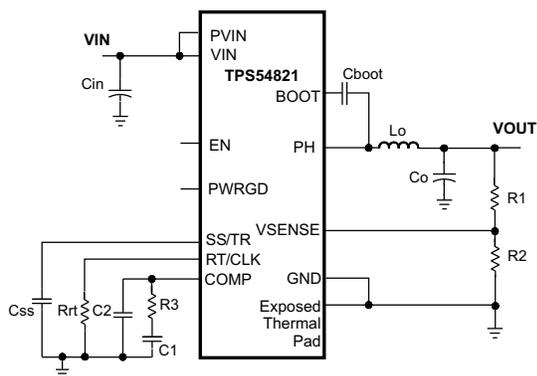 PVIN
VIN
VIN
TPS54821
Cin
Cboot
BOOT
Lo
VOUT
EN
PH
Co
PWRGD
R1
VSENSE
SS/TR
RT/CLK
R2
COMP
GND
Css
Rrt
C2
R3
C1
Exposed
Thermal
Pad